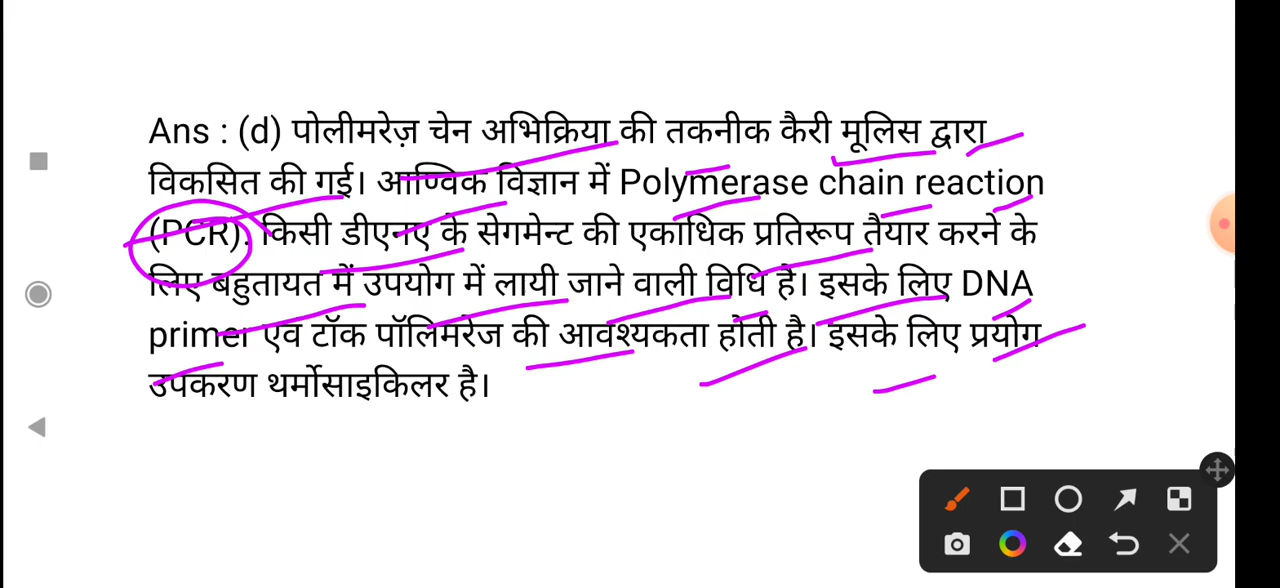 Ans : (d) पोलीमरेज़ चेन अभिक्रिया की तकनीक कैरी मूलिस द्वारा
विकसित की गई। आण्विक विज्ञान में Polymerase chain reaction
(PCR). किसी डीएनए के सेगमेन्ट की एकाधिक प्रतिरूप तैयार करने के
लिए बहुतायत में उपयोग में लायी जाने वाली विधि है। इसके लिए DNA
primer एवं टॉक पॉलिमरेज की आवश्यकता होती है। इसके लिए प्रयोग
उपकरण थर्मोसाइकिलर है।